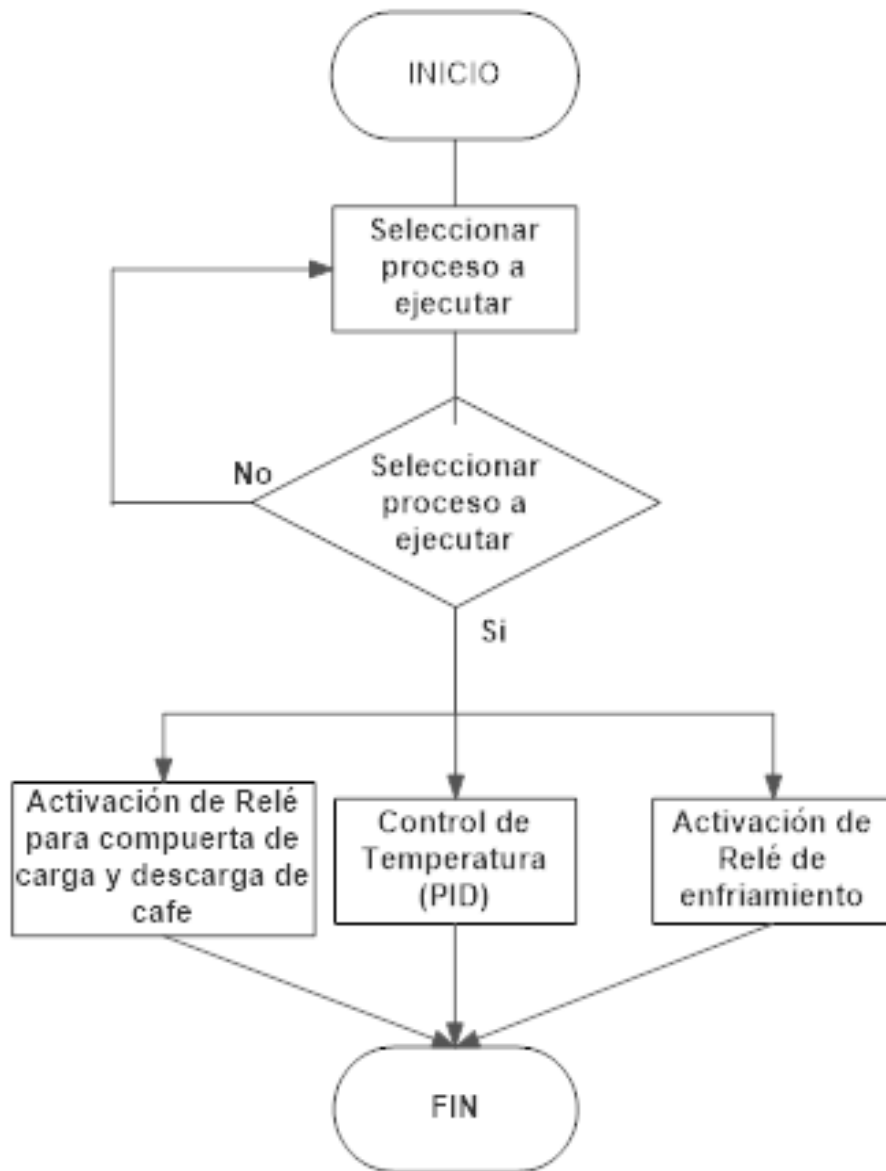 INICIO
Seleccionar
proceso a
ejecutar
No
Seleccionar
proceso a
ejecutar
Si
Activación de Relé
para compuerta de
carga y descarga de
cafe
Control de
Temperatura
(PID)
Activación de
Relé de
enfriamiento
FIN